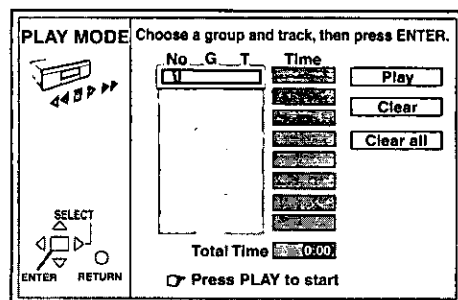 PLAY MODE
Choose a group and track, then press ENTER.
No G T Time
1
Play
Clear
Clear all
SELECT
ENTER RETURN
Total Time 0:00
☞ Press PLAY to start